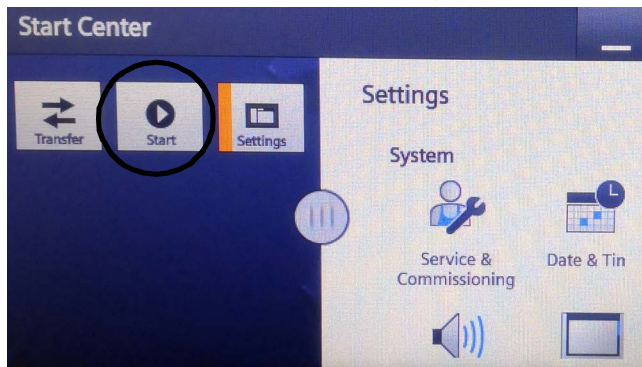 Start Center
Transfer
Start
Settings
Settings
System
Service &
Commissioning
Date & Tin